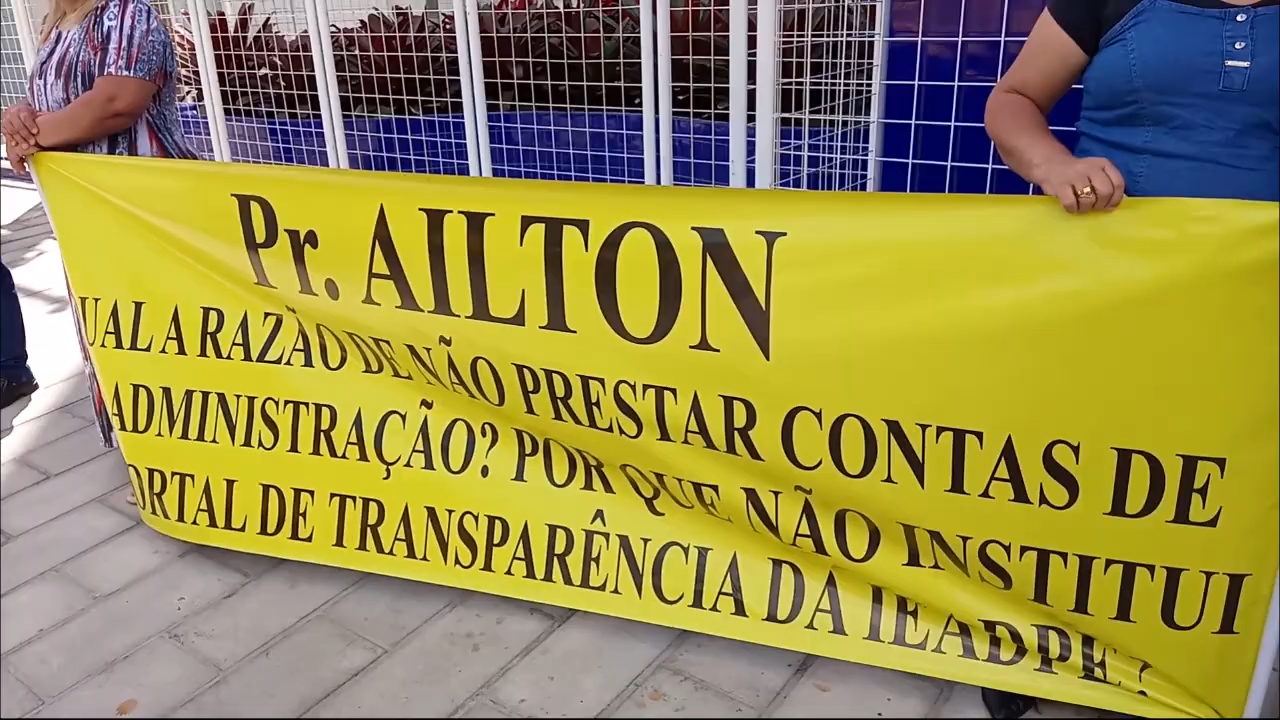 Pr. AILTON
UAL A RAZÃO DE NÃO PRESTAR CONTAS DE
ADMINISTRAÇÃO? POR QUE NÃO INSTITUI
ORTAL DE TRANSPARÊNCIA DA IEADPE?